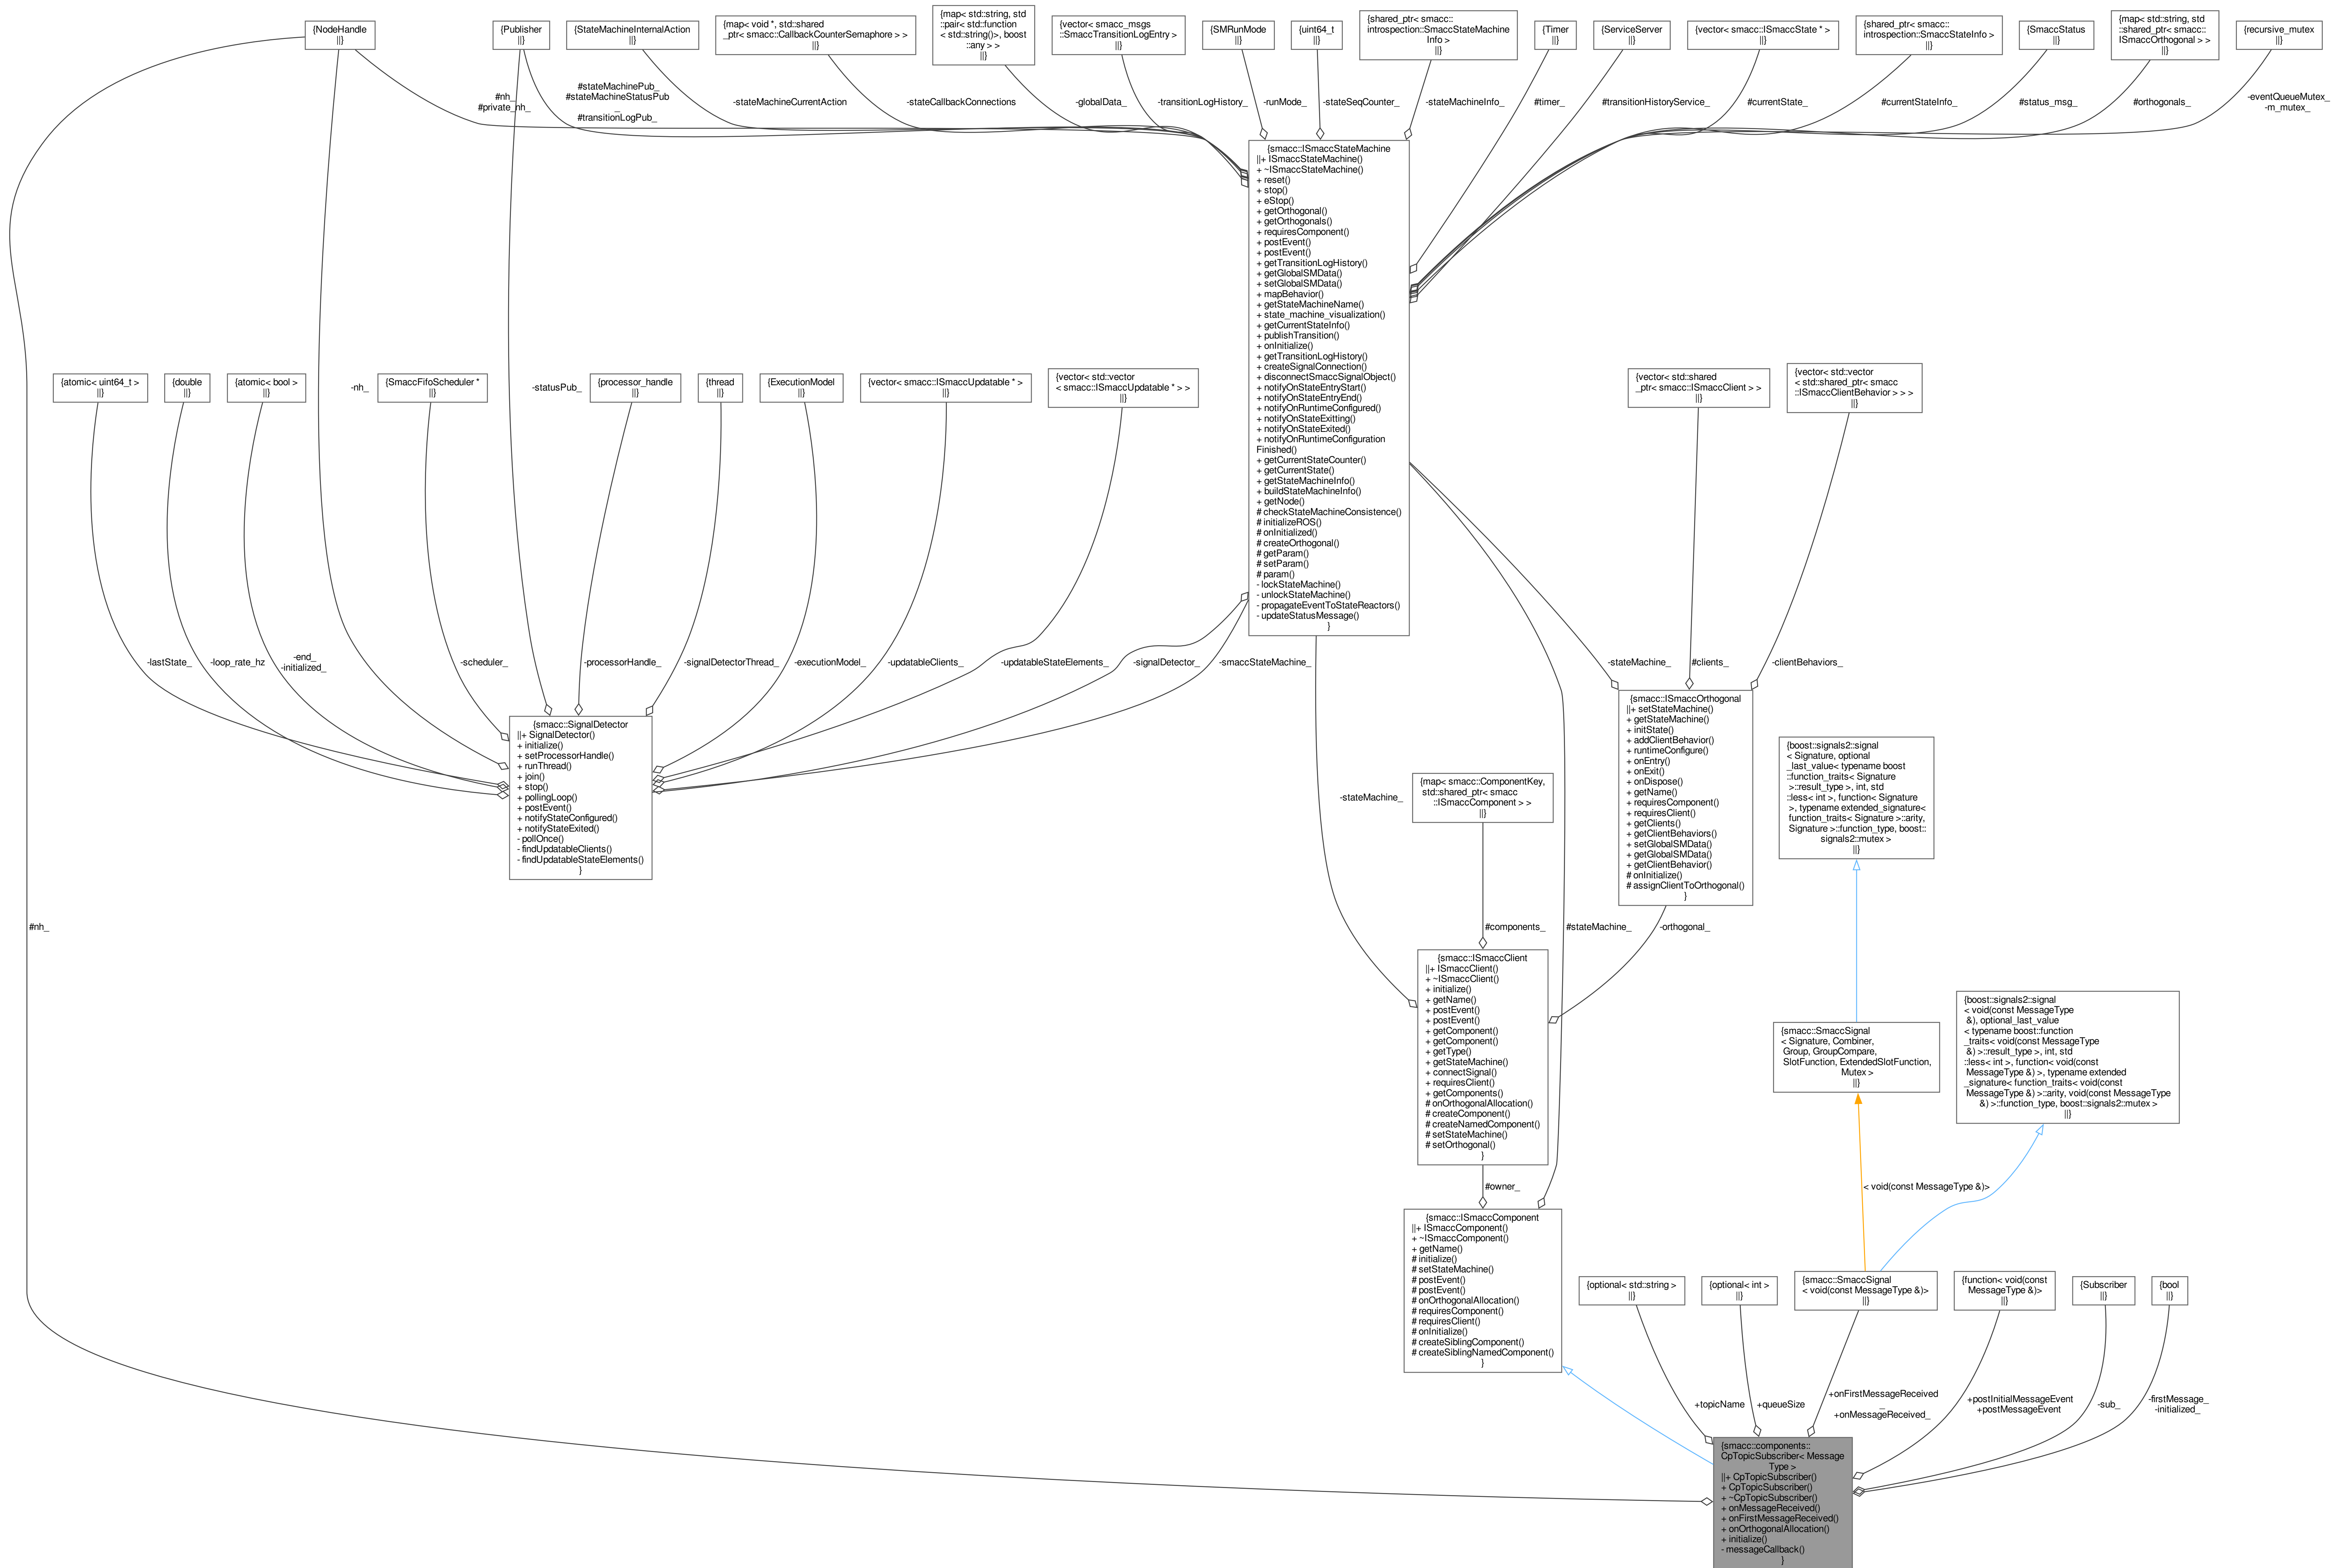 {NodeHandle
||}
{Publisher
||}
{StateMachineInternalAction
||}
{map< void *, std::shared
_ptr< smacc::CallbackCounterSemaphore > >
||}
{map< std::string, std
::pair< std::function
< std::string()>, boost
::any > >
||}
{vector< smacc_msgs
::SmaccTransitionLogEntry >
||}
{SMRunMode
||}
{uint64_t
||}
{shared_ptr< smacc::
introspection::SmaccStateMachine
Info >
||}
{Timer
||}
{ServiceServer
||}
{vector< smacc::ISmaccState * >
||}
{shared_ptr< smacc::
introspection::SmaccStateInfo >
||}
{SmaccStatus
||}
{map< std::string, std
::shared_ptr< smacc::
ISmaccOrthogonal > >
||}
{recursive_mutex
||}
#nh_
#private_nh_
#stateMachinePub_
#stateMachineStatusPub
_
#transitionLogPub_
-stateMachineCurrentAction
-stateCallbackConnections
-globalData_
-transitionLogHistory_
-runMode_
-stateSeqCounter_
-stateMachineInfo_
#timer_
#transitionHistoryService_
#currentState_
#currentStateInfo_
#status_msg_
#orthogonals_
-eventQueueMutex_
-m_mutex_
{smacc::ISmaccStateMachine
||+ ISmaccStateMachine()
+ ~ISmaccStateMachine()
+ reset()
+ stop()
+ eStop()
+ getOrthogonal()
+ getOrthogonals()
+ requiresComponent()
+ postEvent()
+ postEvent()
+ getTransitionLogHistory()
+ getGlobalSMData()
+ setGlobalSMData()
+ mapBehavior()
+ getStateMachineName()
+ state_machine_visualization()
+ getCurrentStateInfo()
+ publishTransition()
+ onInitialize()
+ getTransitionLogHistory()
+ createSignalConnection()
+ disconnectSmaccSignalObject()
+ notifyOnStateEntryStart()
+ notifyOnStateEntryEnd()
+ notifyOnRuntimeConfigured()
+ notifyOnStateExitting()
+ notifyOnStateExited()
+ notifyOnRuntimeConfiguration
Finished()
+ getCurrentStateCounter()
+ getCurrentState()
+ getStateMachineInfo()
+ buildStateMachineInfo()
+ getNode()
# checkStateMachineConsistence()
# initializeROS()
# onInitialized()
# createOrthogonal()
# getParam()
# setParam()
# param()
- lockStateMachine()
- unlockStateMachine()
- propagateEventToStateReactors()
- updateStatusMessage()
}
{atomic< uint64_t >
||}
{double
||}
{atomic< bool >
||}
-nh_
{SmaccFifoScheduler *
||}
-statusPub_
{processor_handle
||}
{thread
||}
{ExecutionModel
||}
{vector< smacc::ISmaccUpdatable * >
||}
{vector< std::vector
< smacc::ISmaccUpdatable * > >
||}
{vector< std::shared
_ptr< smacc::ISmaccClient > >
||}
{vector< std::vector
< std::shared_ptr< smacc
::ISmaccClientBehavior > > >
||}
-lastState_
-loop_rate_hz
-end_
-initialized_
-scheduler_
-processorHandle_
-signalDetectorThread_
-executionModel_
-updatableClients_
-updatableStateElements_
-signalDetector_
-smaccStateMachine_
-stateMachine_
#clients_
-clientBehaviors_
{smacc::SignalDetector
||+ SignalDetector()
+ initialize()
+ setProcessorHandle()
+ runThread()
+ join()
+ stop()
+ pollingLoop()
+ postEvent()
+ notifyStateConfigured()
+ notifyStateExited()
- pollOnce()
- findUpdatableClients()
- findUpdatableStateElements()
}
{smacc::ISmaccOrthogonal
||+ setStateMachine()
+ getStateMachine()
+ initState()
+ addClientBehavior()
+ runtimeConfigure()
+ onEntry()
+ onExit()
+ onDispose()
+ getName()
+ requiresComponent()
+ requiresClient()
+ getClients()
+ getClientBehaviors()
+ setGlobalSMData()
+ getGlobalSMData()
+ getClientBehavior()
# onInitialize()
# assignClientToOrthogonal()
}
{boost::signals2::signal
< Signature, optional
_last_value< typename boost
::function_traits< Signature
>::result_type >, int, std
::less< int >, function< Signature
>, typename extended_signature<
function_traits< Signature >::arity,
Signature >::function_type, boost::
signals2::mutex >
||}
-stateMachine_
{map< smacc::ComponentKey,
std::shared_ptr< smacc
::ISmaccComponent > >
||}
#nh_
#components_
#stateMachine_
-orthogonal_
{smacc::ISmaccClient
||+ ISmaccClient()
+ ~ISmaccClient()
+ initialize()
+ getName()
+ postEvent()
+ postEvent()
+ getComponent()
+ getComponent()
+ getType()
+ getStateMachine()
+ connectSignal()
+ requiresClient()
+ getComponents()
# onOrthogonalAllocation()
# createComponent()
# createNamedComponent()
# setStateMachine()
# setOrthogonal()
}
{smacc::SmaccSignal
< Signature, Combiner,
Group, GroupCompare,
SlotFunction, ExtendedSlotFunction,
Mutex >
||}
{boost::signals2::signal
< void(const MessageType
&), optional_last_value
< typename boost::function
_traits< void(const MessageType
&) >::result_type >, int, std
::less< int >, function< void(const
MessageType &) >, typename extended
_signature< function_traits< void(const
MessageType &) >::arity, void(const MessageType
&) >::function_type, boost::signals2::mutex >
||}
#owner_
< void(const MessageType &)>
{smacc::ISmaccComponent
||+ ISmaccComponent()
+ ~ISmaccComponent()
+ getName()
# initialize()
# setStateMachine()
# postEvent()
# postEvent()
# onOrthogonalAllocation()
# requiresComponent()
# requiresClient()
# onInitialize()
# createSiblingComponent()
# createSiblingNamedComponent()
}
{optional< std::string >
||}
{optional< int >
||}
{smacc::SmaccSignal
< void(const MessageType &)>
||}
{function< void(const
MessageType &)>
||}
{Subscriber
||}
{bool
||}
+topicName
+queueSize
+onFirstMessageReceived
_
+onMessageReceived_
+postInitialMessageEvent
+postMessageEvent
-sub_
-firstMessage_
-initialized_
{smacc::components::
CpTopicSubscriber< Message
Type >
||+ CpTopicSubscriber()
+ CpTopicSubscriber()
+ ~CpTopicSubscriber()
+ onMessageReceived()
+ onFirstMessageReceived()
+ onOrthogonalAllocation()
+ initialize()
- messageCallback()
}